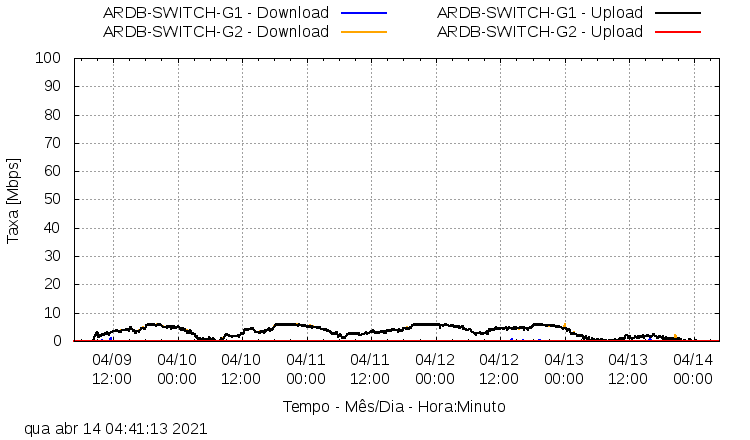 ARDB-SWITCH-G1 - Download ARDB-SWITCH-G1 - Upload
ARDB-SWITCH-G2 - Download ARDB-SWITCH-G2 - Upload
100
90
80
70
60
50
40
30
20
10
0
Taxa [Mbps]
04/09 04/10 04/10 04/11 04/11 04/12 04/12 04/13 04/13 04/14
12:00 00:00 12:00 00:00 12:00 00:00 12:00 00:00 12:00 00:00
Tempo - Mês/Dia - Hora:Minuto
qua abr 14 04:41:13 2021